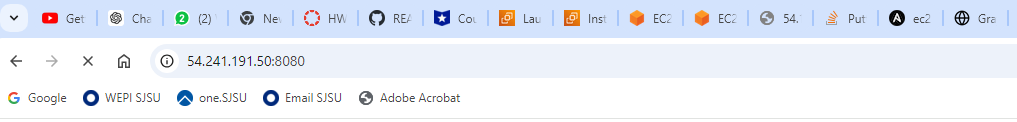 Get Cha (2) Nev HW REA Cou Lau Inst EC2 EC2 54. Put ec2 Gra
54.241.191.50:8080
Google WEPI SJSU one.SJSU Email SJSU Adobe Acrobat